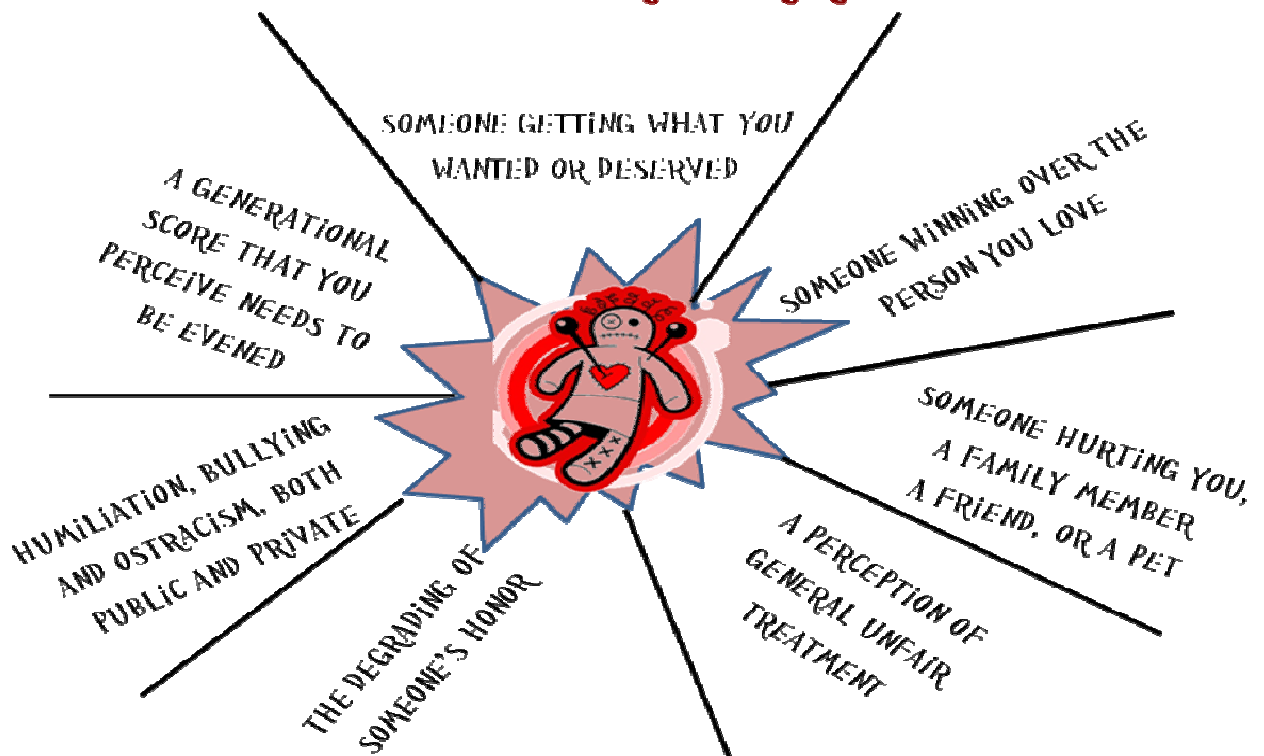 SOMEONE GETTiNG WHAT YOU
WANTED OR DESERVED
SOMEONE WiNNiNG OVER THE
PERSON YOU LOVE
SOMEONE HURTiNG YOU,
A FAMiLY MEMBER
A FRiEND, OR A PET
A PERCEPTiON OF
GENERAL UNFAiR
TREATMENT
THE DEGRADiNG OF
SOMEONE'S HONOR
HUMiLiATiON, BULLYiNG
AND OSTRACiSM, BOTH
PUBLiC AND PRiVATE
A GENERATiONAL
SCORE THAT YOU
PERCEiVE NEEDS TO
BE EVENED